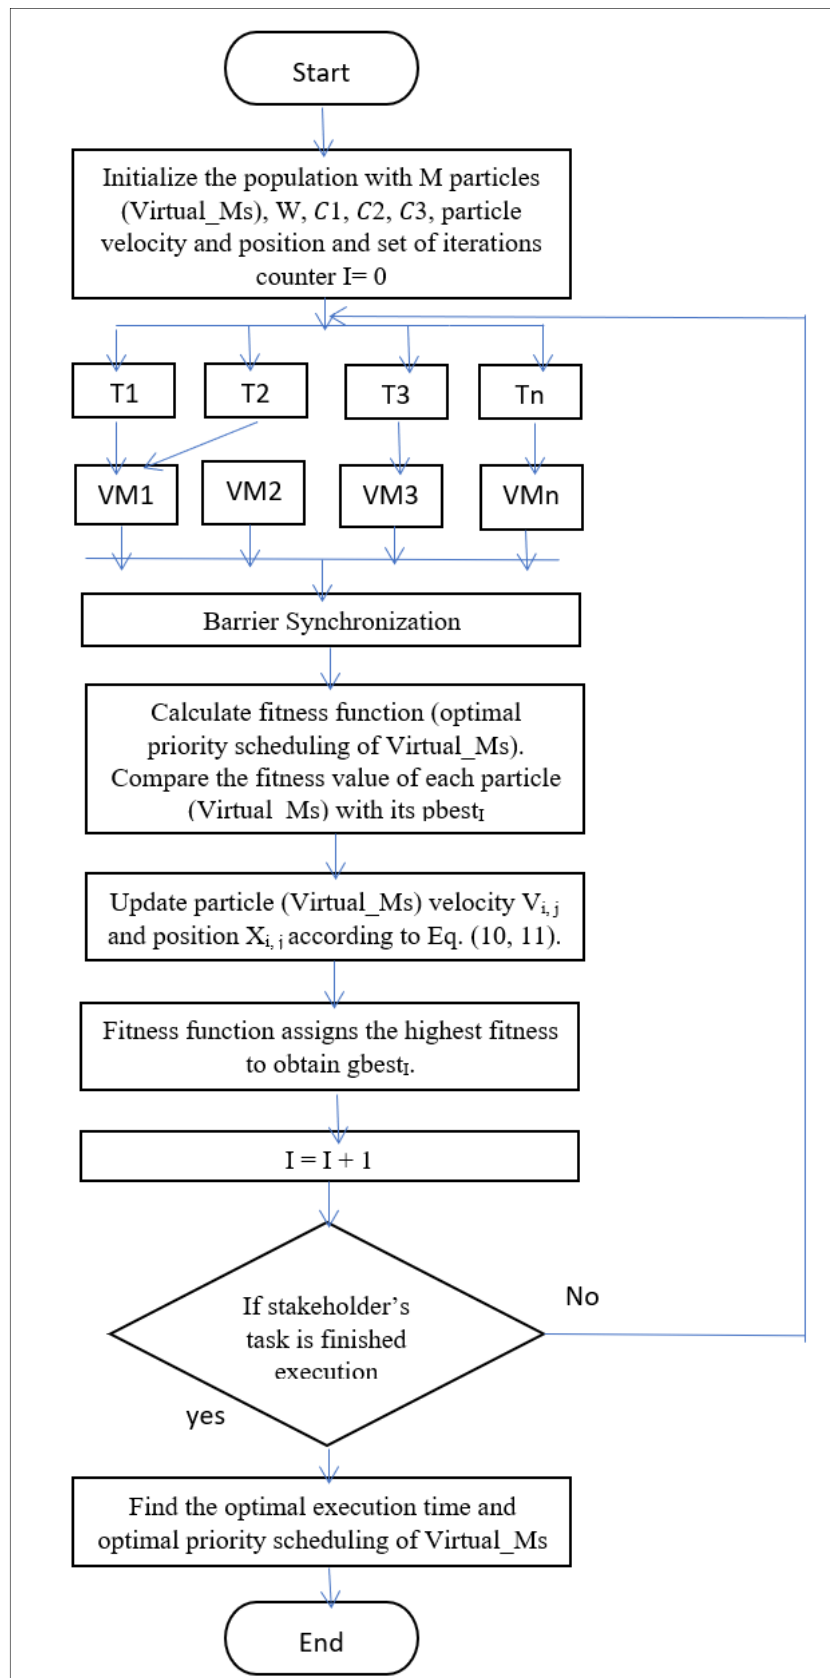 Start
Initialize the population with M particles
(Virtual_Ms), W, C1, C2, C3, particle
velocity and position and set of iterations
counter I= 0
T1 T2 T3 Tn
VM1 VM2 VM3 VMn
Barrier Synchronization
Calculate fitness function (optimal
priority scheduling of Virtual_Ms).
Compare the fitness value of each particle
(Virtual_Ms) with its pbestI
Update particle (Virtual_Ms) velocity Vi, j
and position Xi, j according to Eq. (10, 11).
Fitness function assigns the highest fitness
to obtain gbestI.
I = I + 1
If stakeholder’s
task is finished
execution
No
yes
Find the optimal execution time and
optimal priority scheduling of Virtual_Ms
End